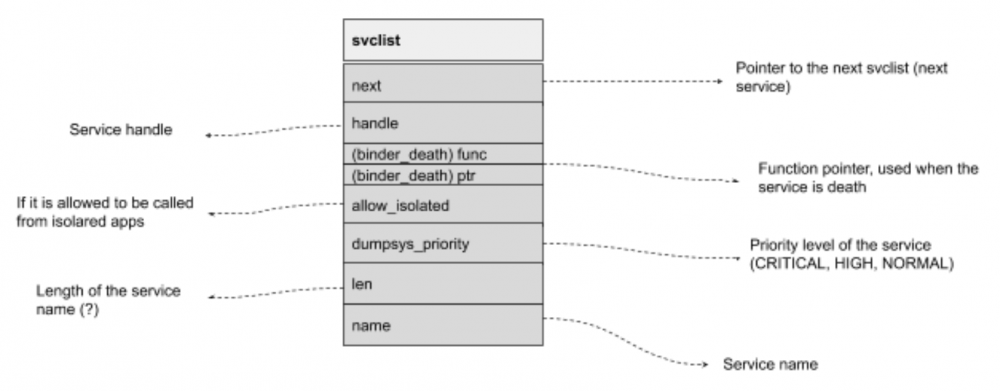 svclist
next
Pointer to the next svclist (next
service)
handle
Service handle
(binder_death) func
(binder_death) ptr
Function pointer, used when the
service is death
allow_isolated
If it is allowed to be called
from isolared apps
dumpsys_priority
Priority level of the service
(CRITICAL, HIGH, NORMAL)
len
Length of the service
name (?)
name
Service name